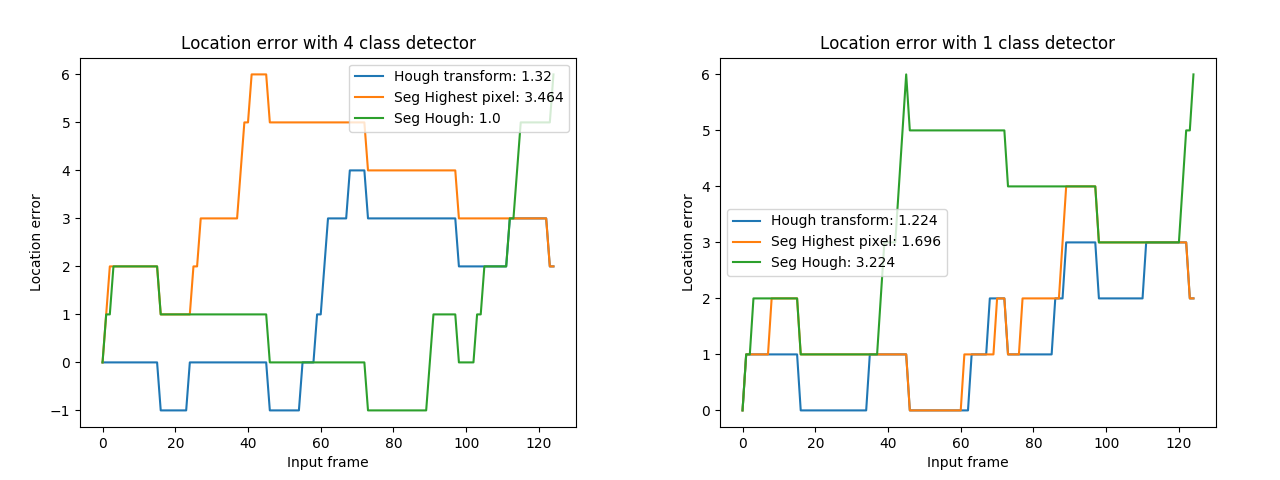 Location error with 4 class detector
Location error
6
5
4
3
2
1
0
−1
Hough transform: 1.32
Seg Highest pixel: 3.464
Seg Hough: 1.0
0 20 40 60 80 100 120
Input frame
Location error with 1 class detector
Location error
6
5
4
3
2
1
0
Hough transform: 1.224
Seg Highest pixel: 1.696
Seg Hough: 3.224
0 20 40 60 80 100 120
Input frame